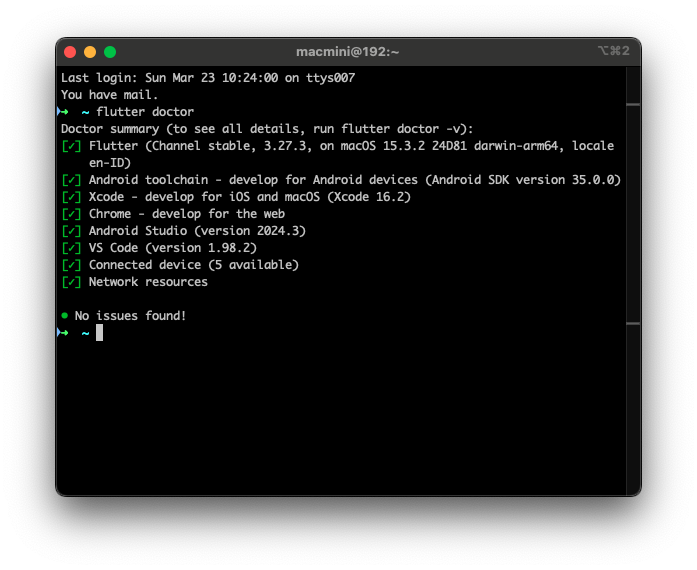 macmini@192:~
⌥⌘2
Last login: Sun Mar 23 10:24:00 on ttys007
You have mail.
➜ ~ flutter doctor
Doctor summary (to see all details, run flutter doctor -v):
[✓] Flutter (Channel stable, 3.27.3, on macOS 15.3.2 24D81 darwin-arm64, locale
en-ID)
[✓] Android toolchain - develop for Android devices (Android SDK version 35.0.0)
[✓] Xcode - develop for iOS and macOS (Xcode 16.2)
[✓] Chrome - develop for the web
[✓] Android Studio (version 2024.3)
[✓] VS Code (version 1.98.2)
[✓] Connected device (5 available)
[✓] Network resources
• No issues found!
➜ ~